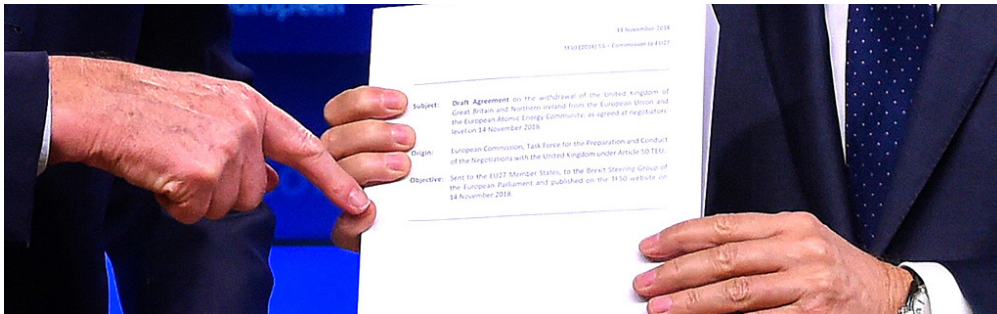 European
14 November 2018
TF50 (2018) 55 – Commission to EU27
Subject: Draft Agreement on the withdrawal of the United Kingdom of
Great Britain and Northern Ireland from the European Union and
the European Atomic Energy Community, as agreed at negotiators'
level on 14 November 2018.
Origin: European Commission, Task Force for the Preparation and Conduct
of the Negotiations with the United Kingdom under Article 50 TEU.
Objective: Sent to the EU27 Member States, to the Brexit Steering Group of
the European Parliament and published on the TF50 website on
14 November 2018.